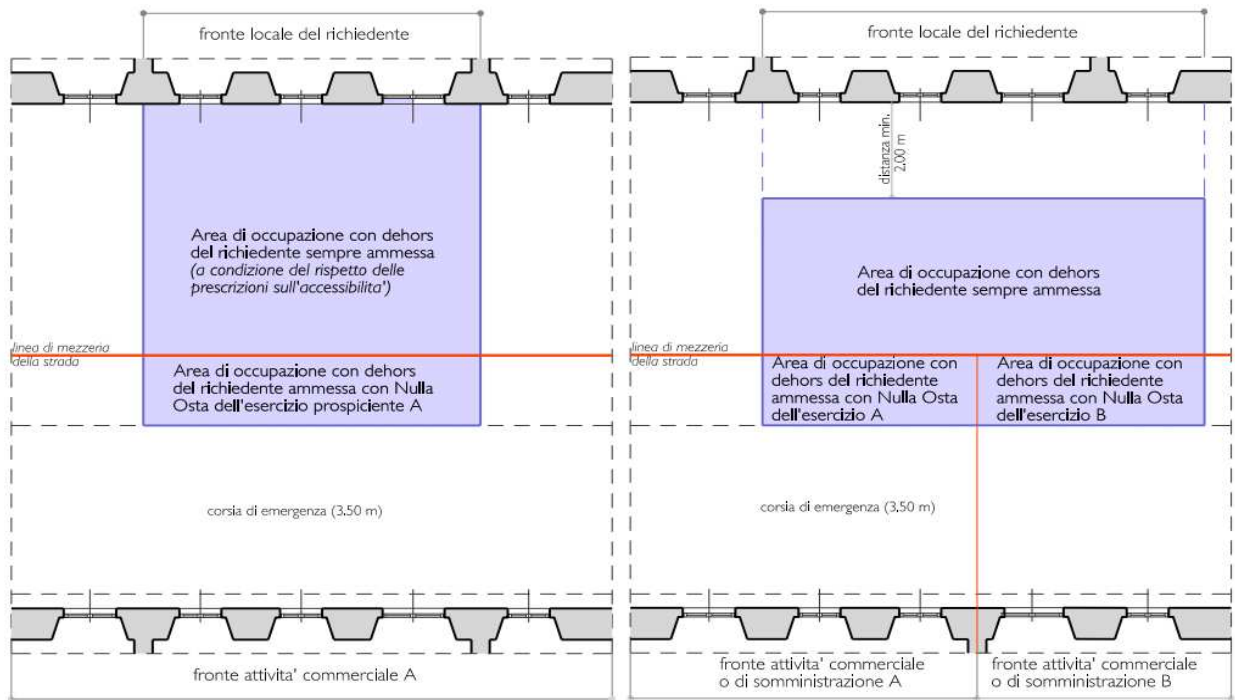 fronte locale del richiedente
Area di occupazione con dehors
del richiedente sempre ammessa
(a condizione del rispetto delle
prescrizioni sull'accessibilita')
linea di mezzeria
della strada
Area di occupazione con dehors
del richiedente ammessa con Nulla
Osta dell'esercizio prospiciente A
corsia di emergenza (3.50 m)
fronte attivita' commerciale A
fronte locale del richiedente
distanza min.
2.00 m
Area di occupazione con dehors
del richiedente sempre ammessa
linea di mezzeria
della strada
Area di occupazione con
dehors del richiedente
ammessa con Nulla Osta
dell'esercizio A
Area di occupazione con
dehors del richiedente
ammessa con Nulla Osta
dell'esercizio B
corsia di emergenza (3.50 m)
fronte attivita' commerciale
o di somministrazione A
fronte attivita' commerciale
o di somministrazione B